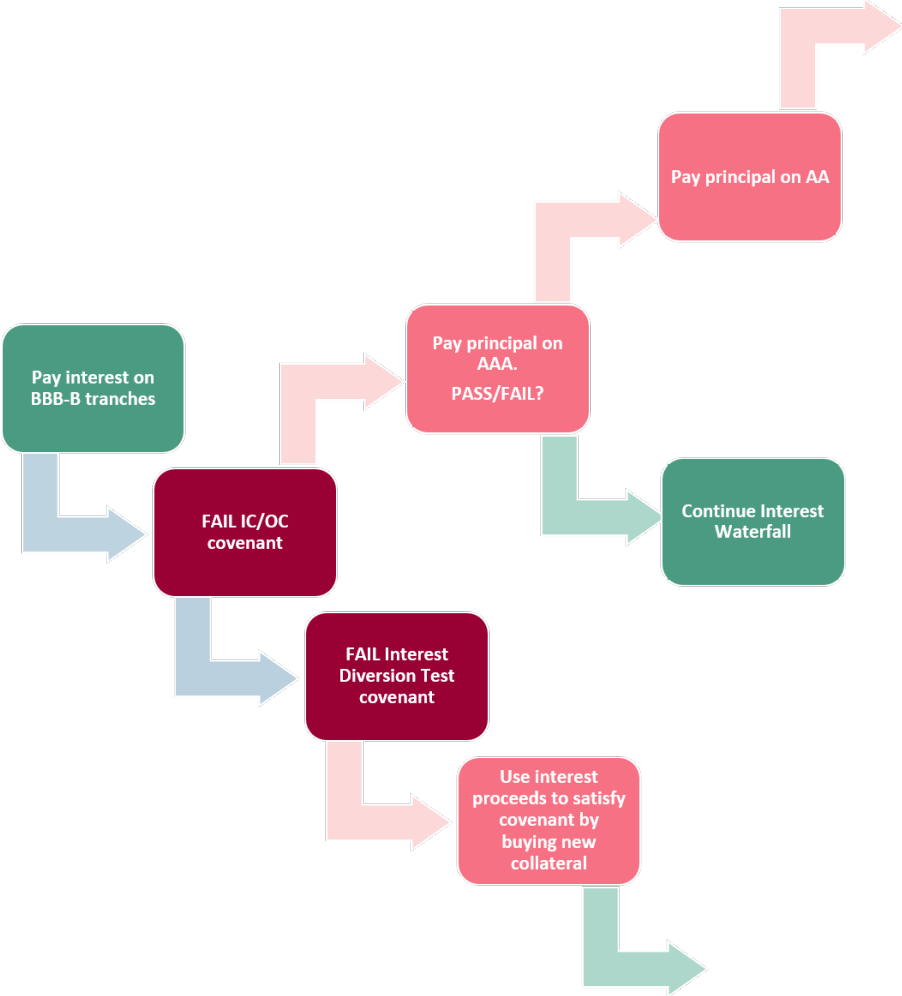 Pay principal on AA
Pay principal on
AAA.
PASS/FAIL?
Pay interest on
BBB-B tranches
Continue Interest
Waterfall
FAIL IC/OC
covenant
FAIL Interest
Diversion Test
covenant
Use interest
proceeds to satisfy
covenant by
buying new
collateral